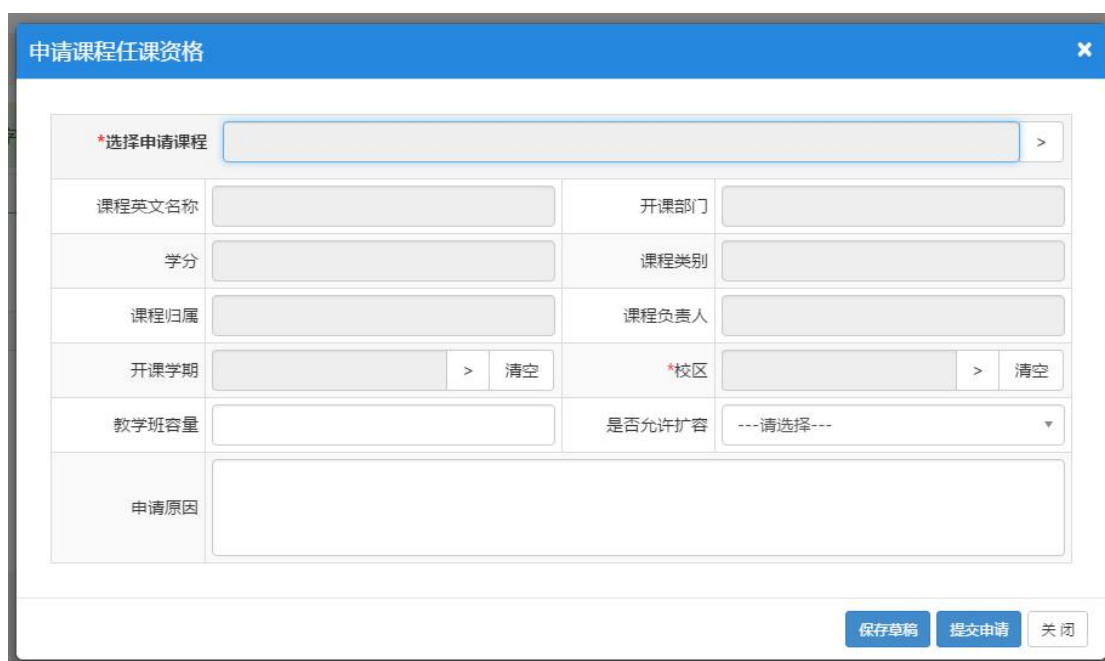 申请课程任课资格 ×
*选择申请课程 >
课程英文名称 开课部门
学分 课程类别
课程归属 课程负责人
开课学期 > 清空 *校区 > 清空
教学班容量 是否允许扩容 ---请选择---
申请原因
保存草稿 提交申请 关闭